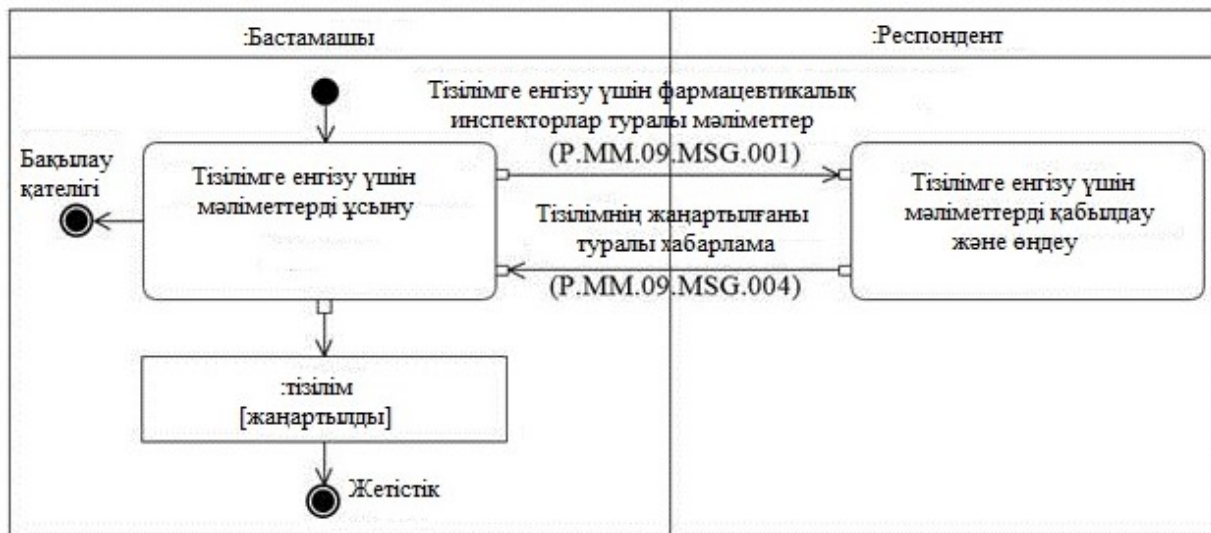 :Бастамашы
:Респондент
Тізілімге енгізу үшін фармацевтикалық
инспекторлар туралы мәліметтер
(P.MM.09.MSG.001)
Бақылау
қателігі
Тізілімге енгізу үшін
мәліметтерді ұсыну
Тізілімге енгізу үшін
мәліметтерді қабылдау
және өңдеу
Тізілімнің жаңартылғаны
туралы хабарлама
(P.MM.09.MSG.004)
:тізілім
[жаңартылды]
Жетістік